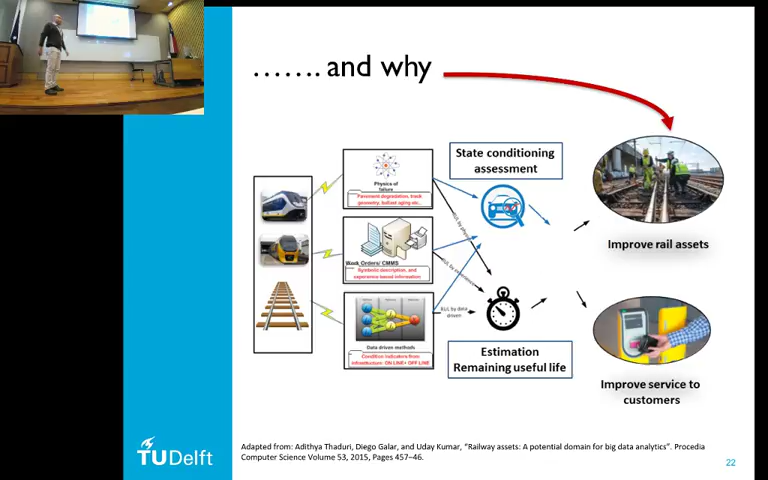 ……. and why
State conditioning
assessment
Physics of
failure
Pavement degradation, track
geometry, ballast aging etc..
Work Orders/ CMMS
Symbolic description, and
experience based information
Data driven methods
Condition indicators from
infrastructure: ON LINE+ OFF LINE
RUL by data
driven
Estimation
Remaining useful life
Improve rail assets
Improve service to
customers
Adapted from: Adithya Thaduri, Diego Galar, and Uday Kumar, "Railway assets: A potential domain for big data analytics". Procedia
Computer Science Volume 53, 2015, Pages 457–46.
TUDelft
22